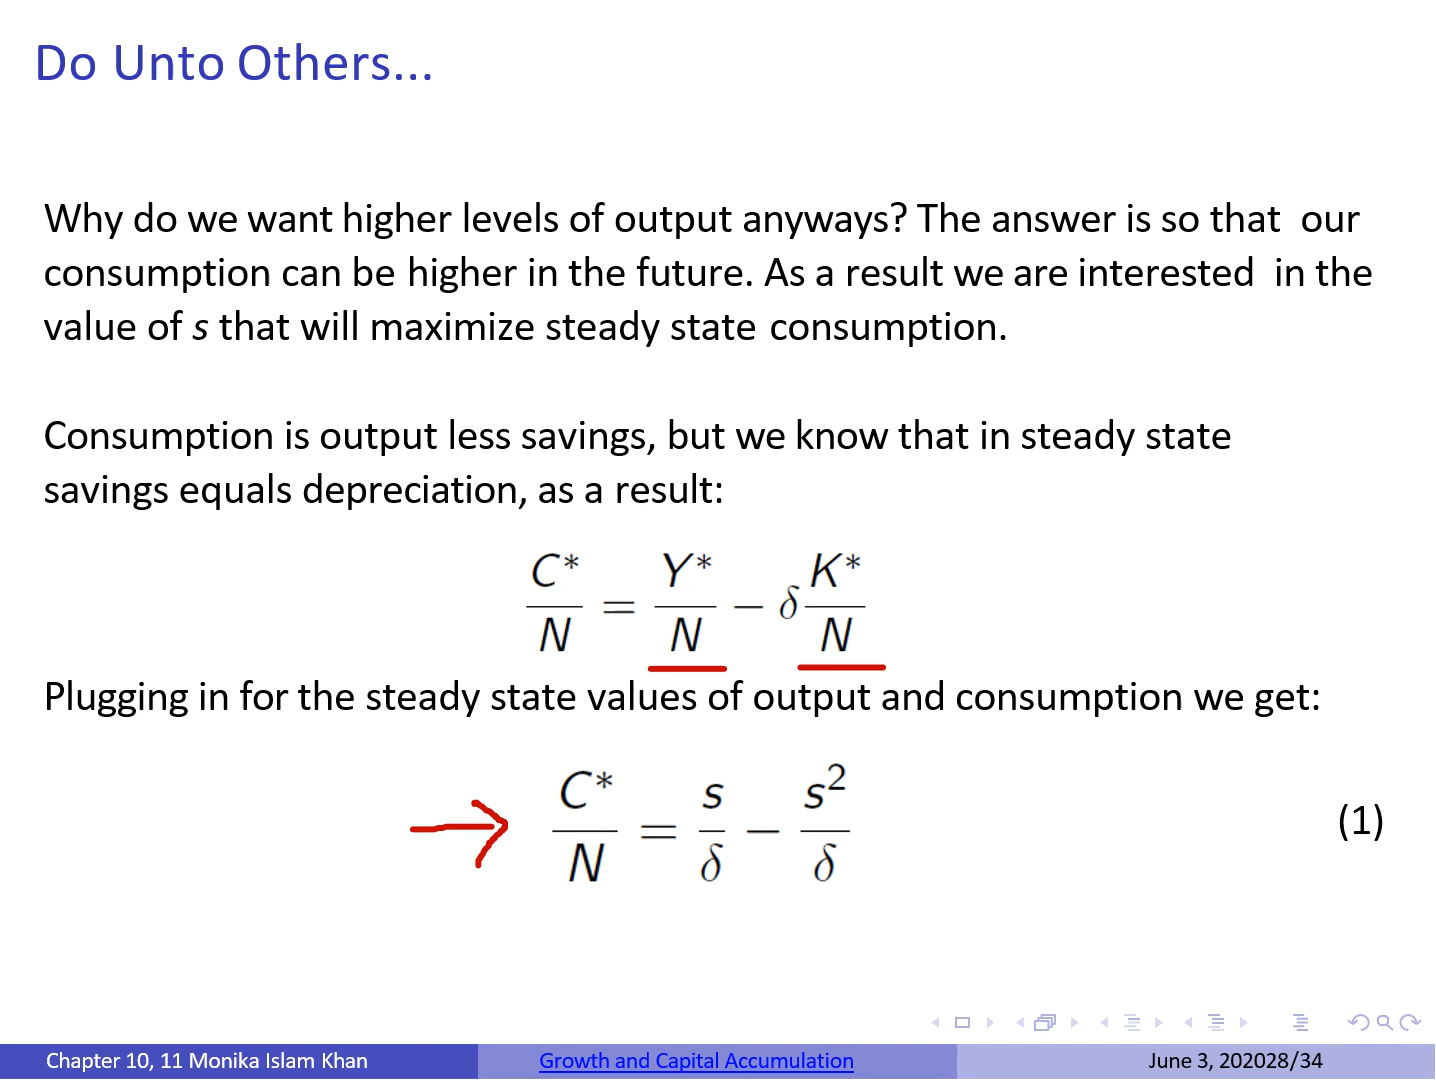 Do Unto Others...
Why do we want higher levels of output anyways? The answer is so that our
consumption can be higher in the future. As a result we are interested in the
value of s that will maximize steady state consumption.
Consumption is output less savings, but we know that in steady state
savings equals depreciation, as a result:
C*/N = Y*/N − δ K*/N
Plugging in for the steady state values of output and consumption we get:
C*/N = s/δ − s²/δ (1)
Chapter 10, 11 Monika Islam Khan Growth and Capital Accumulation June 3, 202028/34